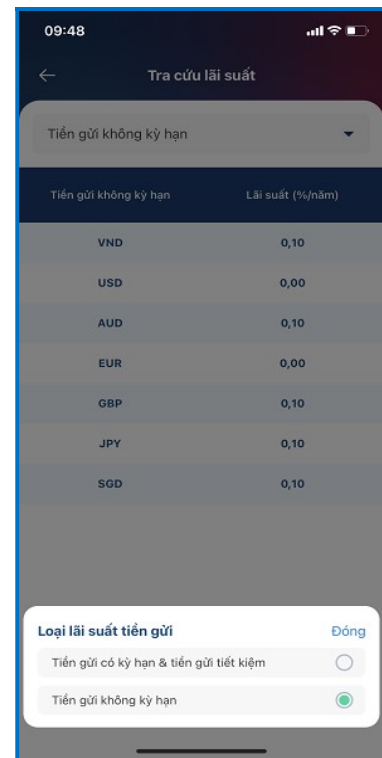 09:48
Tra cứu lãi suất
Tiền gửi không kỳ hạn
Tiền gửi không kỳ hạn Lãi suất (%/năm)
VND 0,10
USD 0,00
AUD 0,10
EUR 0,00
GBP 0,10
JPY 0,10
SGD 0,10
Loại lãi suất tiền gửi Đóng
Tiền gửi có kỳ hạn & tiền gửi tiết kiệm
Tiền gửi không kỳ hạn